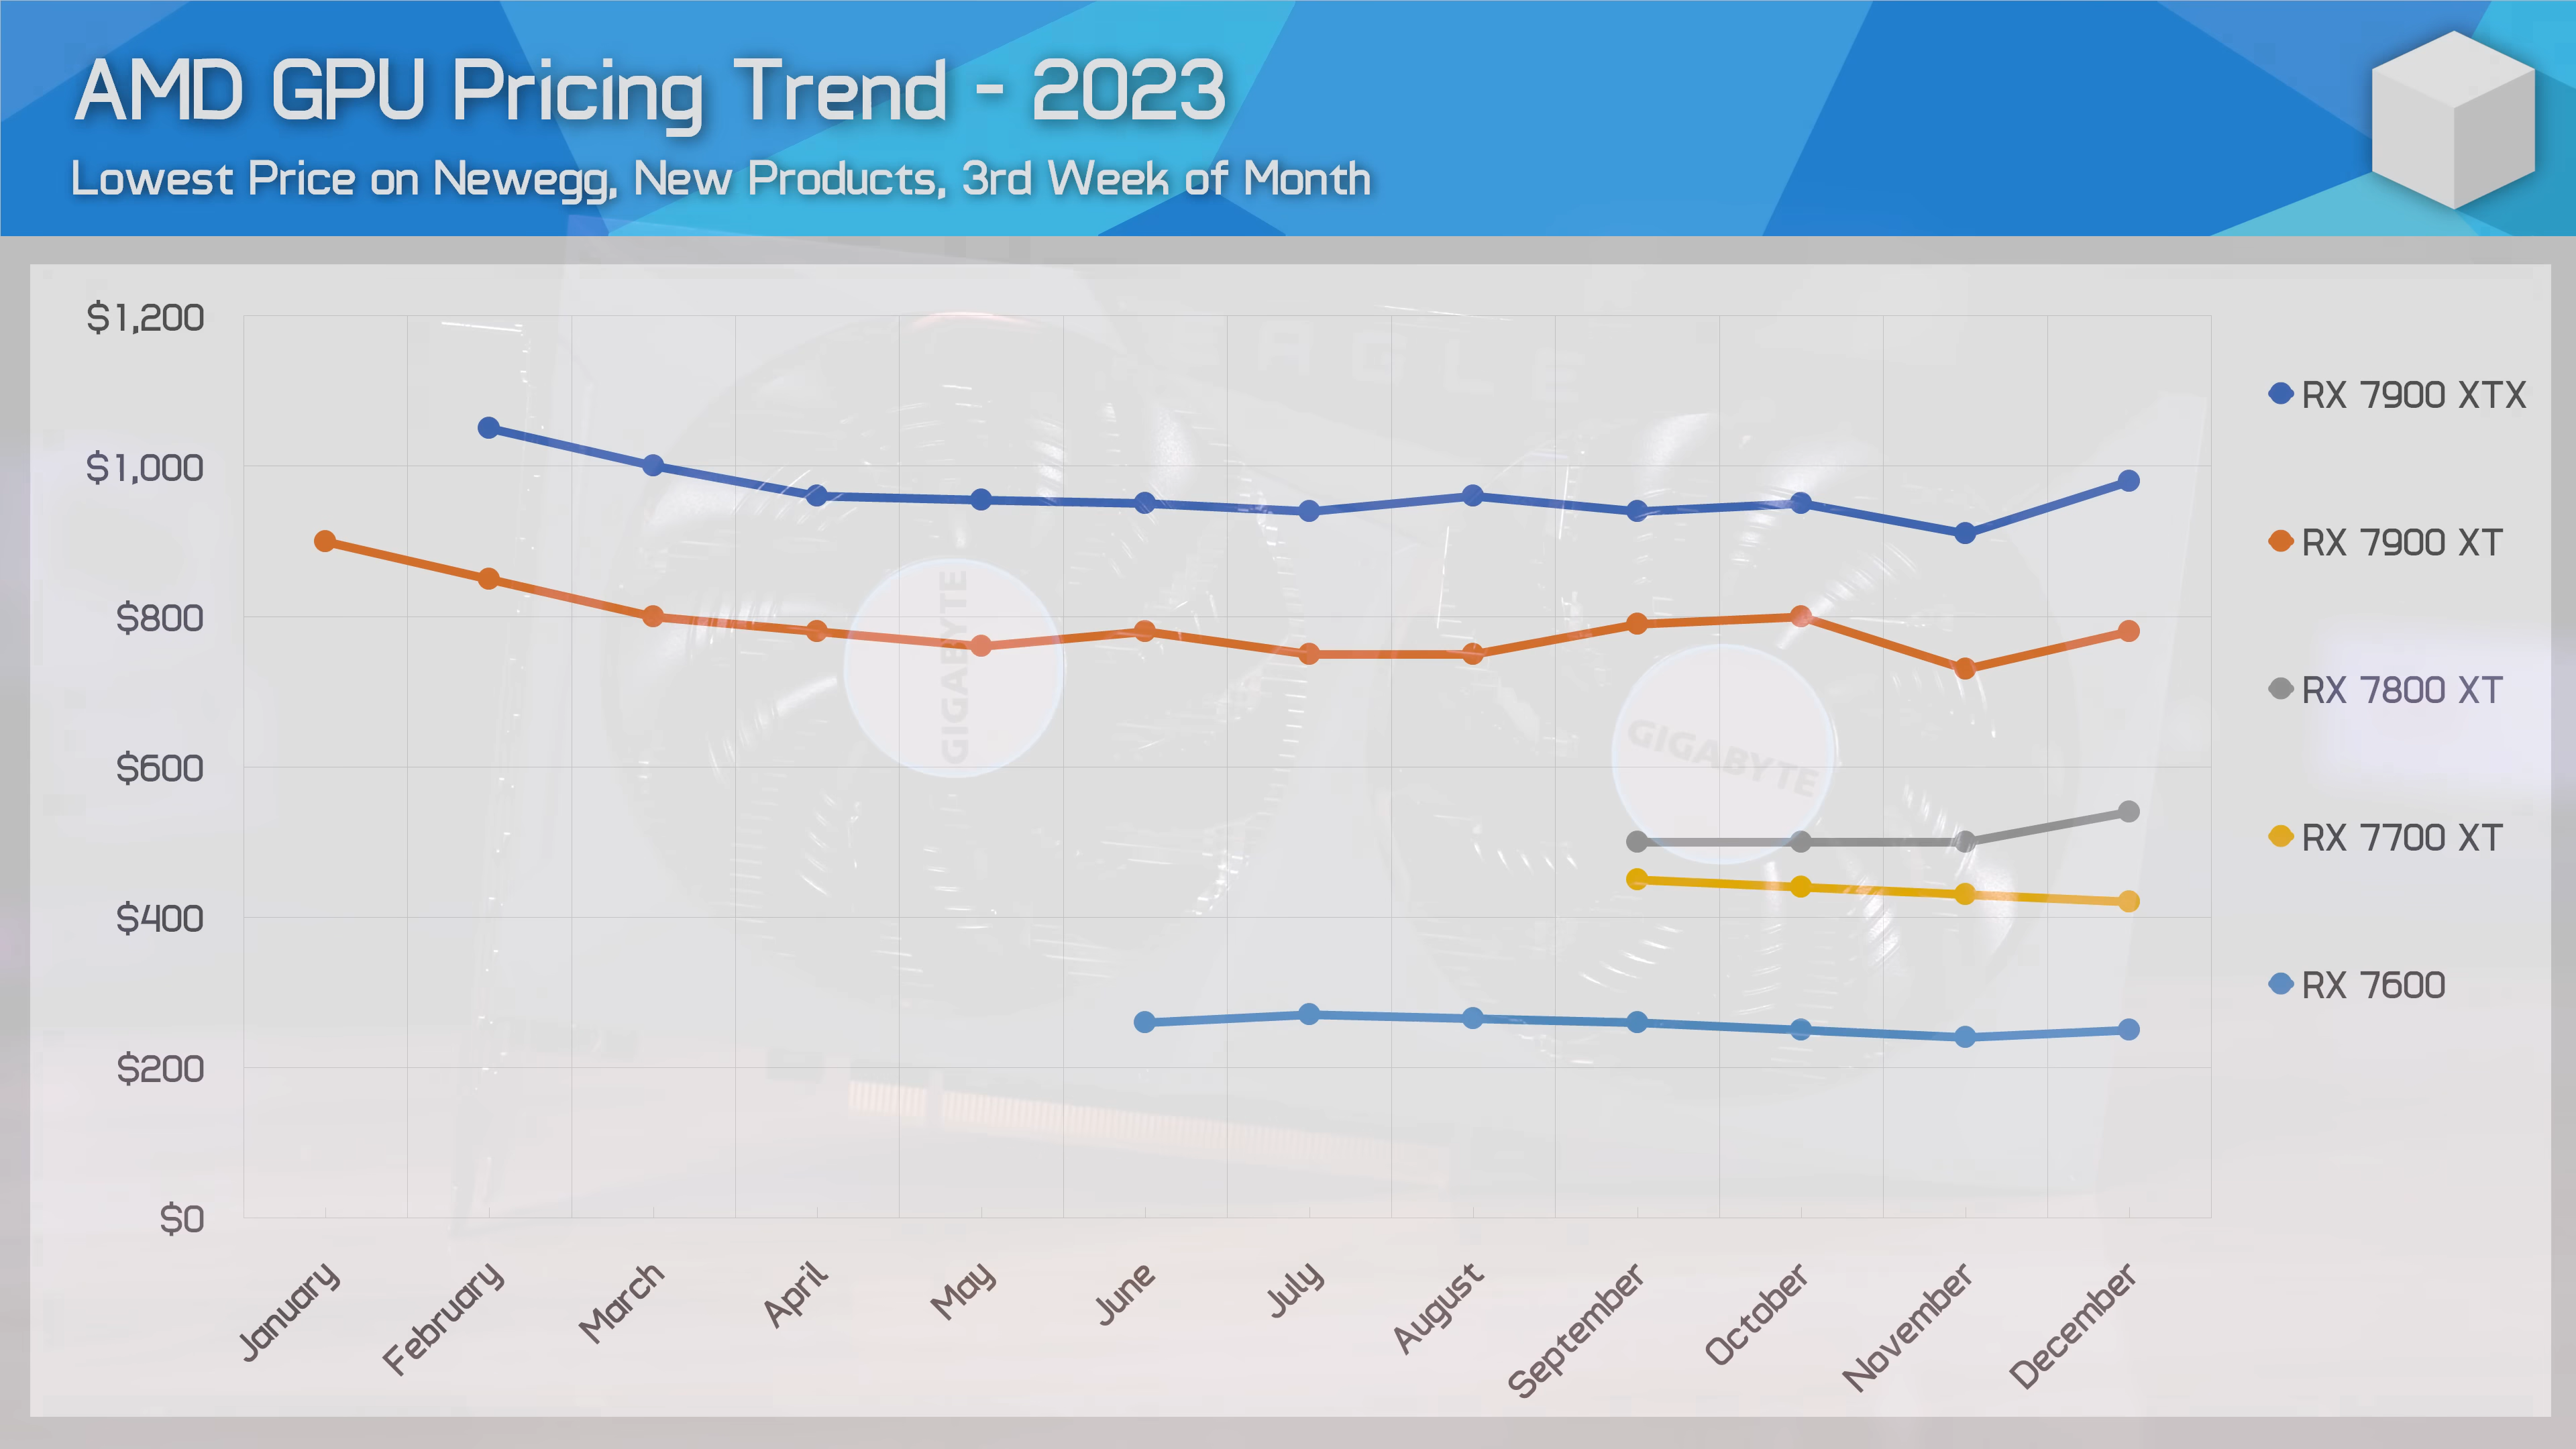 AMD GPU Pricing Trend - 2023
Lowest Price on Newegg, New Products, 3rd Week of Month
$1,200
$1,000
$800
$600
$400
$200
$0
January
February
March
April
May
June
July
August
September
October
November
December
RX 7900 XTX
RX 7900 XT
RX 7800 XT
RX 7700 XT
RX 7600
EAGLE
GIGABYTE
GIGABYTE